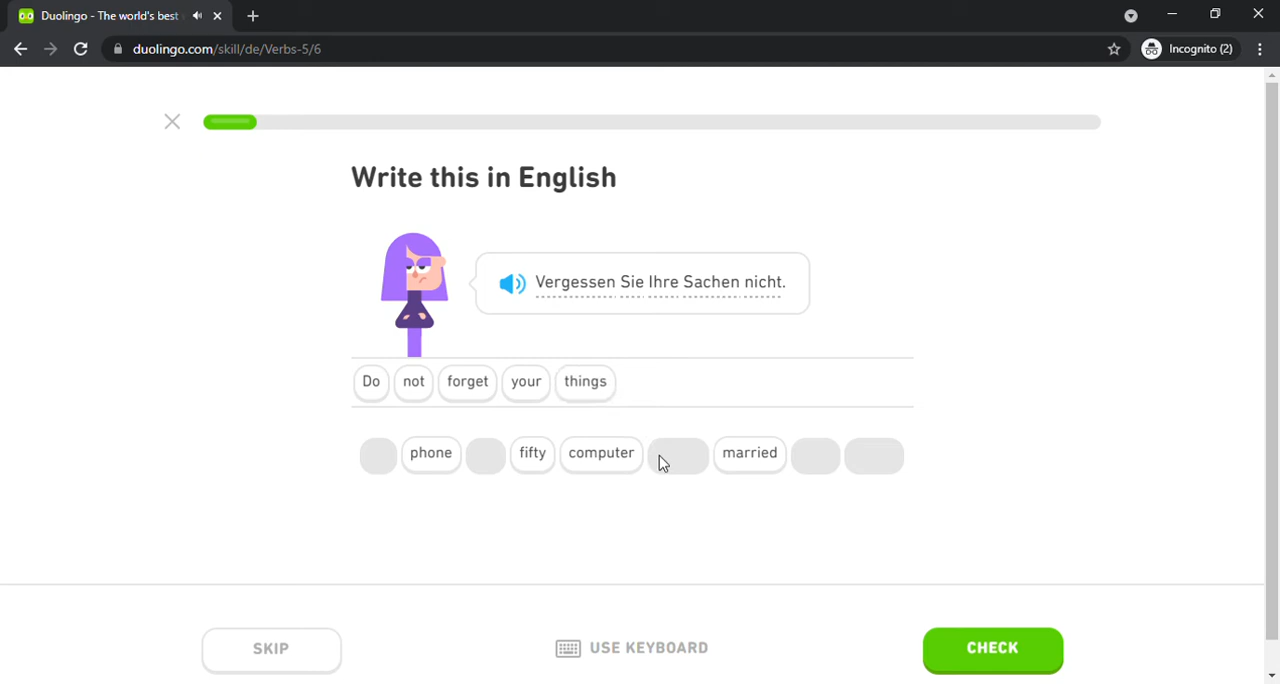 Duolingo - The world's best
duolingo.com/skill/de/Verbs-5/6
Incognito (2)
Write this in English
Vergessen Sie Ihre Sachen nicht.
Do not forget your things
phone fifty computer married
SKIP
USE KEYBOARD
CHECK